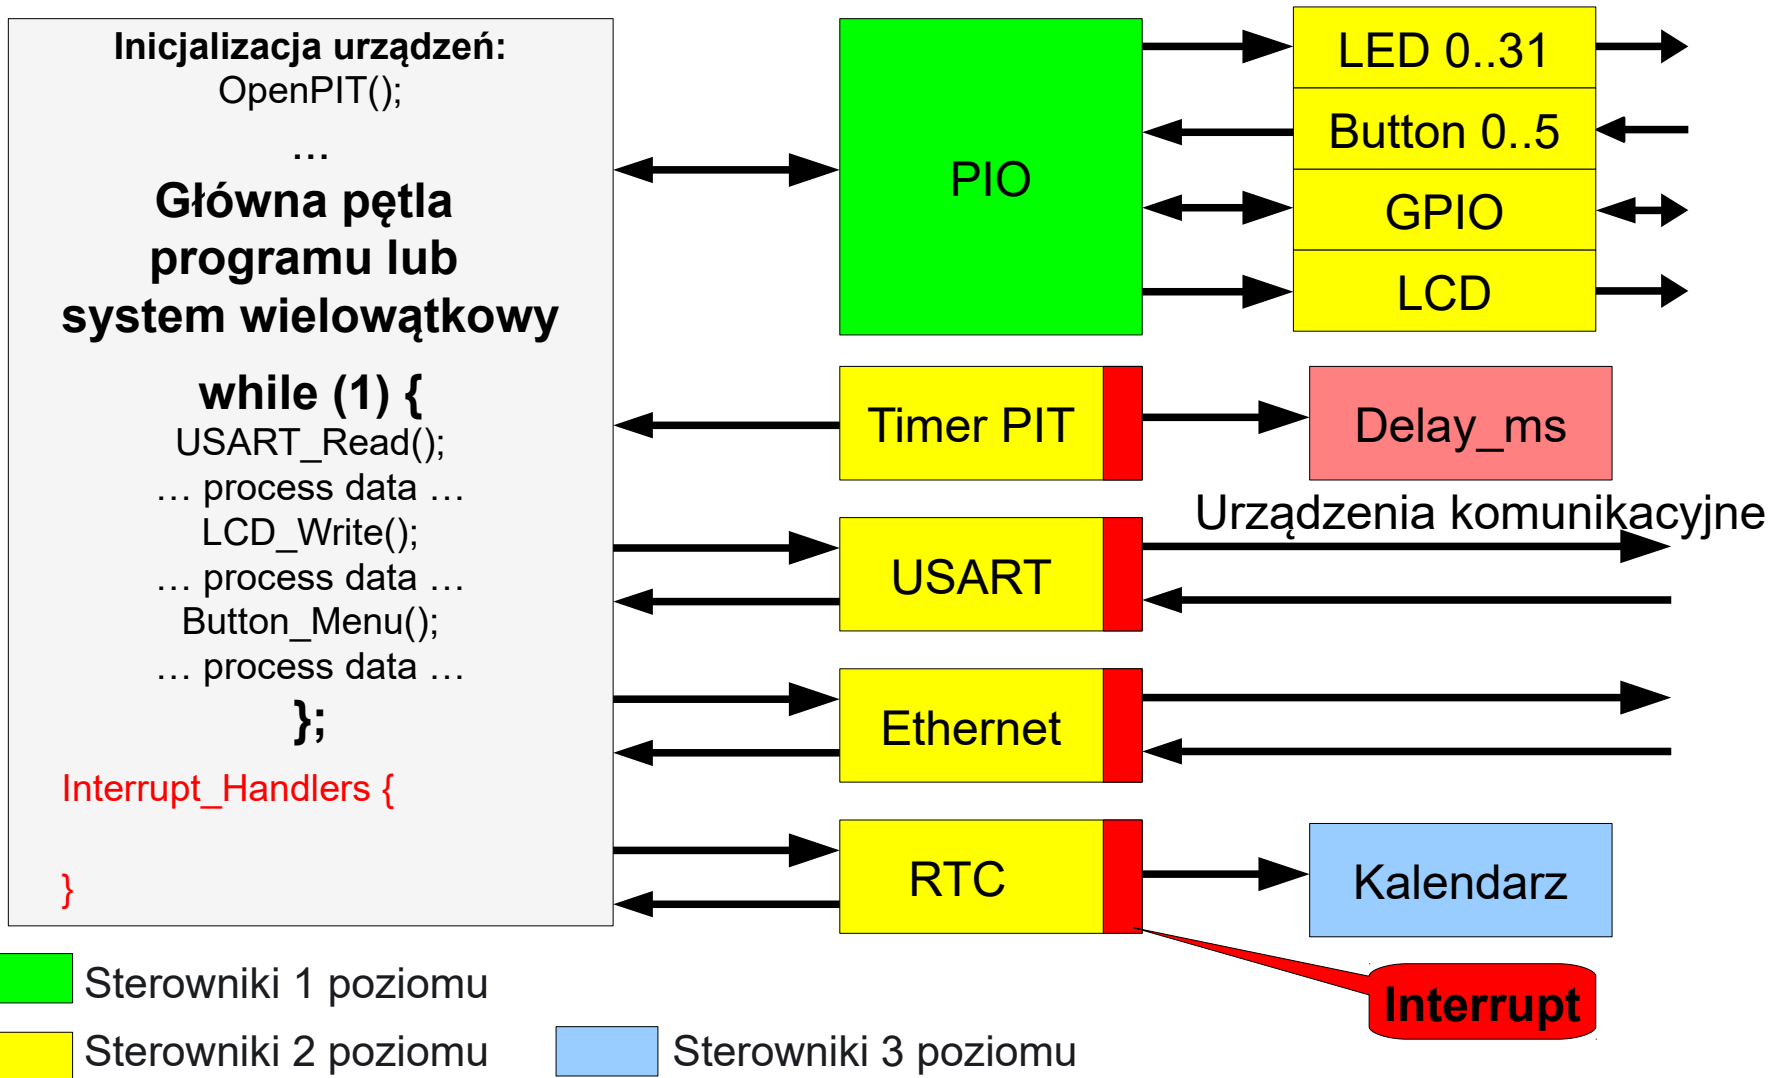 Inicjalizacja urządzeń:
OpenPIT();
...
Główna pętla
programu lub
system wielowątkowy
while (1) {
USART_Read();
… process data …
LCD_Write();
… process data …
Button_Menu();
… process data …
};
Interrupt_Handlers {
}
PIO
LED 0..31
Button 0..5
GPIO
LCD
Timer PIT
Delay_ms
Urządzenia komunikacyjne
USART
Ethernet
RTC
Kalendarz
Interrupt
Sterowniki 1 poziomu
Sterowniki 2 poziomu
Sterowniki 3 poziomu